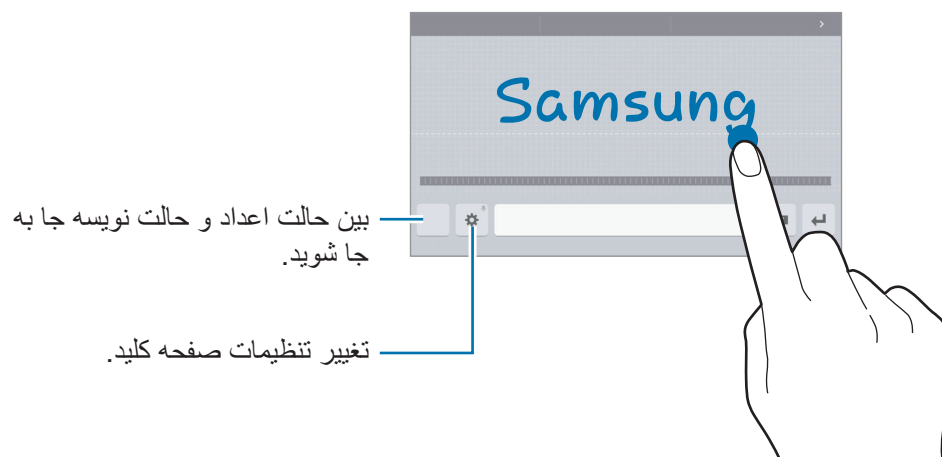 Samsung
بین حالت اعداد و حالت نویسه جا به
جا شوید.
تغییر تنظیمات صفحه کلید.